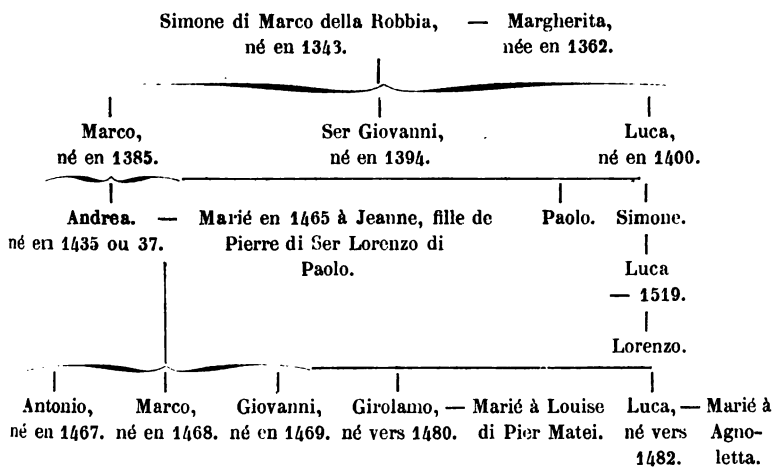 Simone di Marco della Robbia, — Margherita,
né en 1343. née en 1362.
Marco, Ser Giovanni, Luca,
né en 1385. né en 1394. né en 1400.
Andrea. — Marié en 1465 à Jeanne, fille de Paolo. Simone.
né en 1435 ou 37. Pierre di Ser Lorenzo di
Paolo. Luca
— 1519.
Lorenzo.
Antonio, Marco, Giovanni, Girolamo, — Marié à Louise Luca, — Marié à
né en 1467. né en 1468. né en 1469. né vers 1480. di Pier Matei. né vers Agno-
1482. letta.